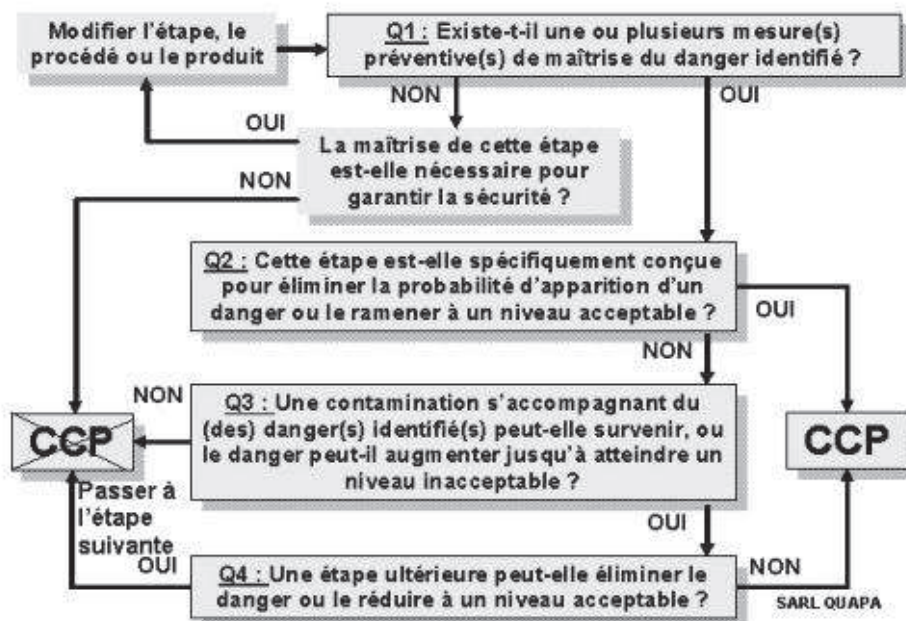 Modifier l'étape, le
procédé ou le produit
Q1 : Existe-t-il une ou plusieurs mesure(s)
préventive(s) de maîtrise du danger identifié ?
NON
OUI
OUI
La maîtrise de cette étape
est-elle nécessaire pour
garantir la sécurité ?
NON
Q2 : Cette étape est-elle spécifiquement conçue
pour éliminer la probabilité d'apparition d'un
danger ou le ramener à un niveau acceptable ?
OUI
NON
NON
Q3 : Une contamination s'accompagnant du
(des) danger(s) identifié(s) peut-elle survenir, ou
le danger peut-il augmenter jusqu'à atteindre un
niveau inacceptable ?
CCP
CCP
Passer à
l'étape
suivante
OUI
OUI
Q4 : Une étape ultérieure peut-elle éliminer le
danger ou le réduire à un niveau acceptable ?
NON
SARL QUAPA